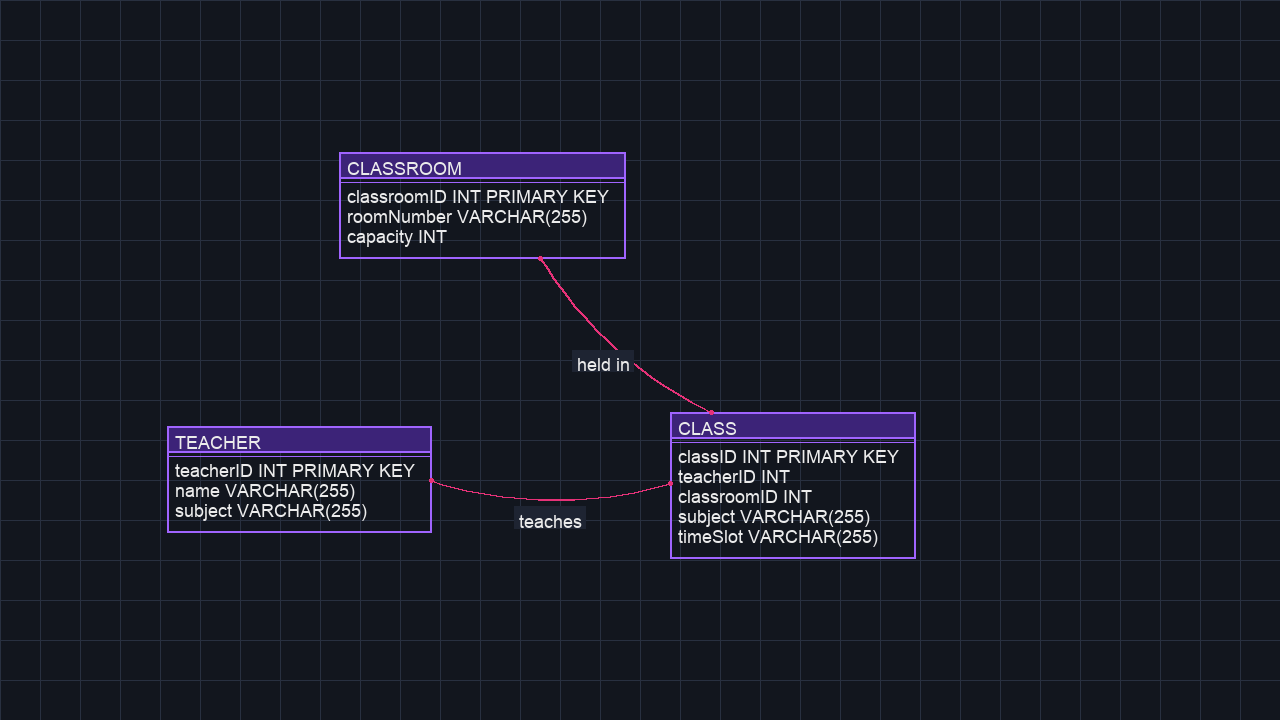 CLASSROOM
classroomID INT PRIMARY KEY
roomNumber VARCHAR(255)
capacity INT
held in
TEACHER
teacherID INT PRIMARY KEY
name VARCHAR(255)
subject VARCHAR(255)
teaches
CLASS
classID INT PRIMARY KEY
teacherID INT
classroomID INT
subject VARCHAR(255)
timeSlot VARCHAR(255)